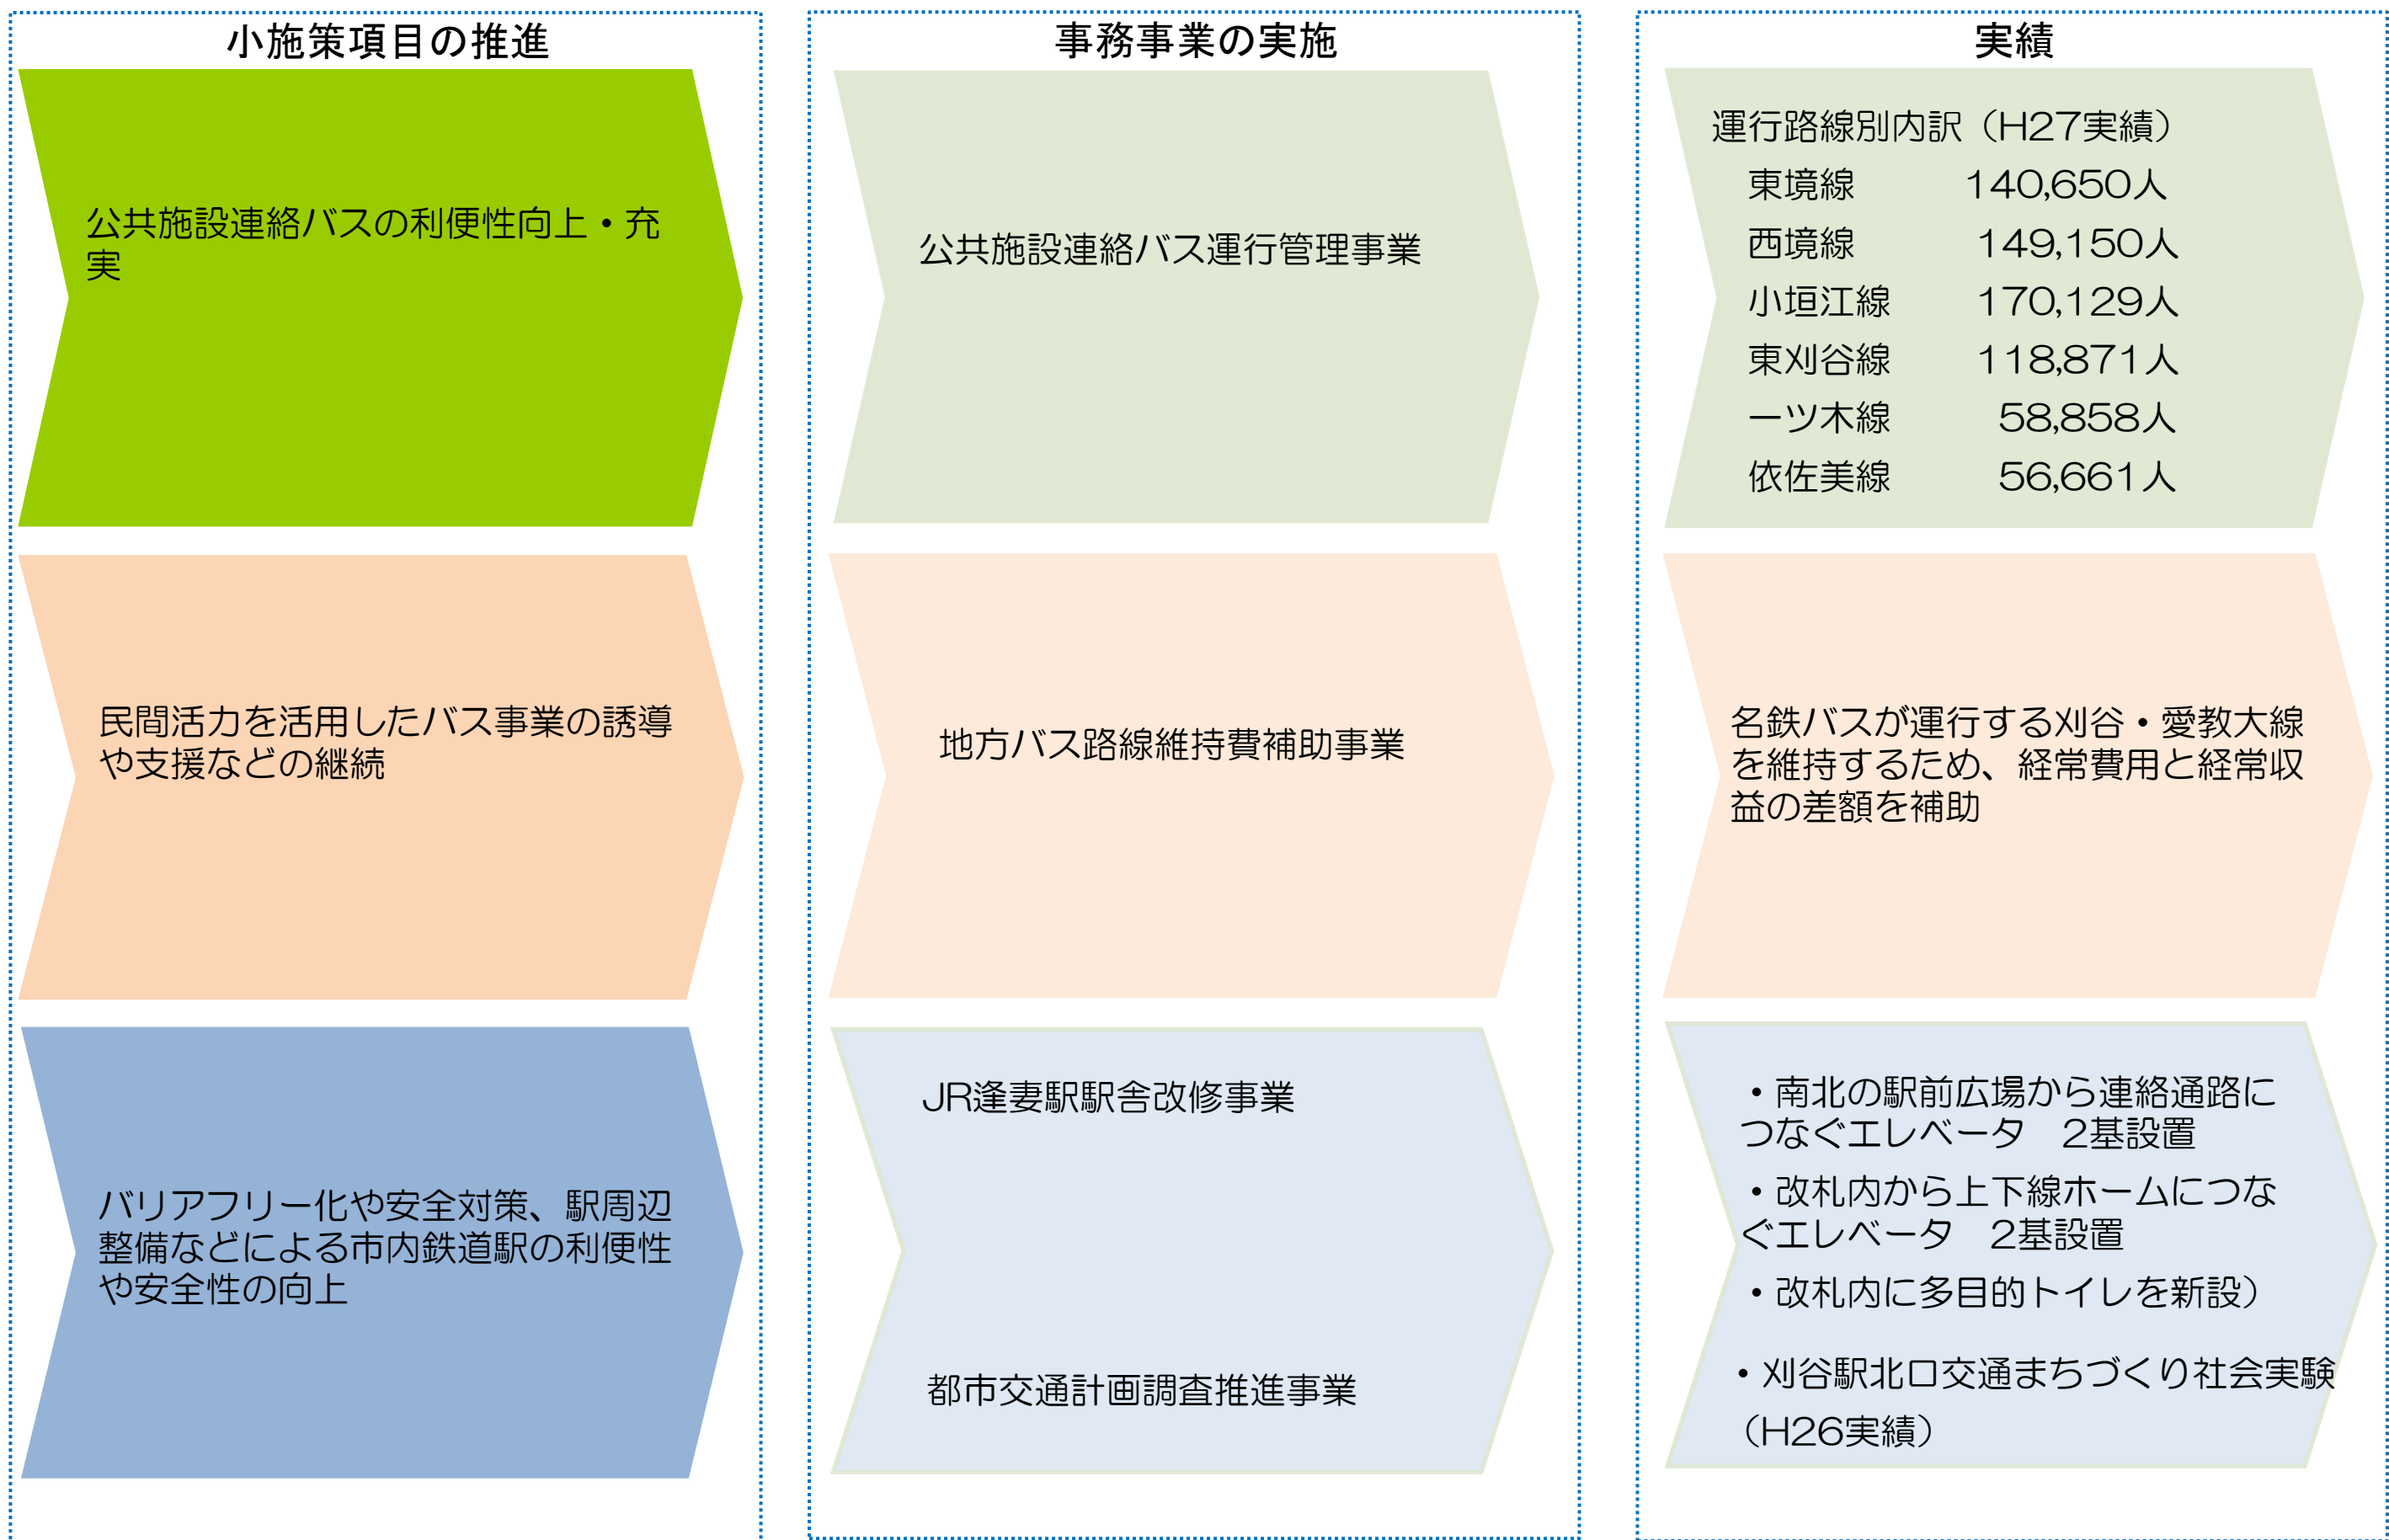 小施策項目の推進
事務事業の実施
実績
公共施設連絡バスの利便性向上・充
実
公共施設連絡バス運行管理事業
運行路線別内訳（H27実績）
東境線 140,650人
西境線 149,150人
小垣江線 170,129人
東刈谷線 118,871人
一ツ木線 58,858人
依佐美線 56,661人
民間活力を活用したバス事業の誘導
や支援などの継続
地方バス路線維持費補助事業
名鉄バスが運行する刈谷・愛教大線
を維持するため、経常費用と経常収
益の差額を補助
バリアフリー化や安全対策、駅周辺
整備などによる市内鉄道駅の利便性
や安全性の向上
JR逢妻駅駅舎改修事業
都市交通計画調査推進事業
・南北の駅前広場から連絡通路に
つなぐエレベータ　2基設置
・改札内から上下線ホームにつな
ぐエレベータ　2基設置
・改札内に多目的トイレを新設）
・刈谷駅北口交通まちづくり社会実験
（H26実績）